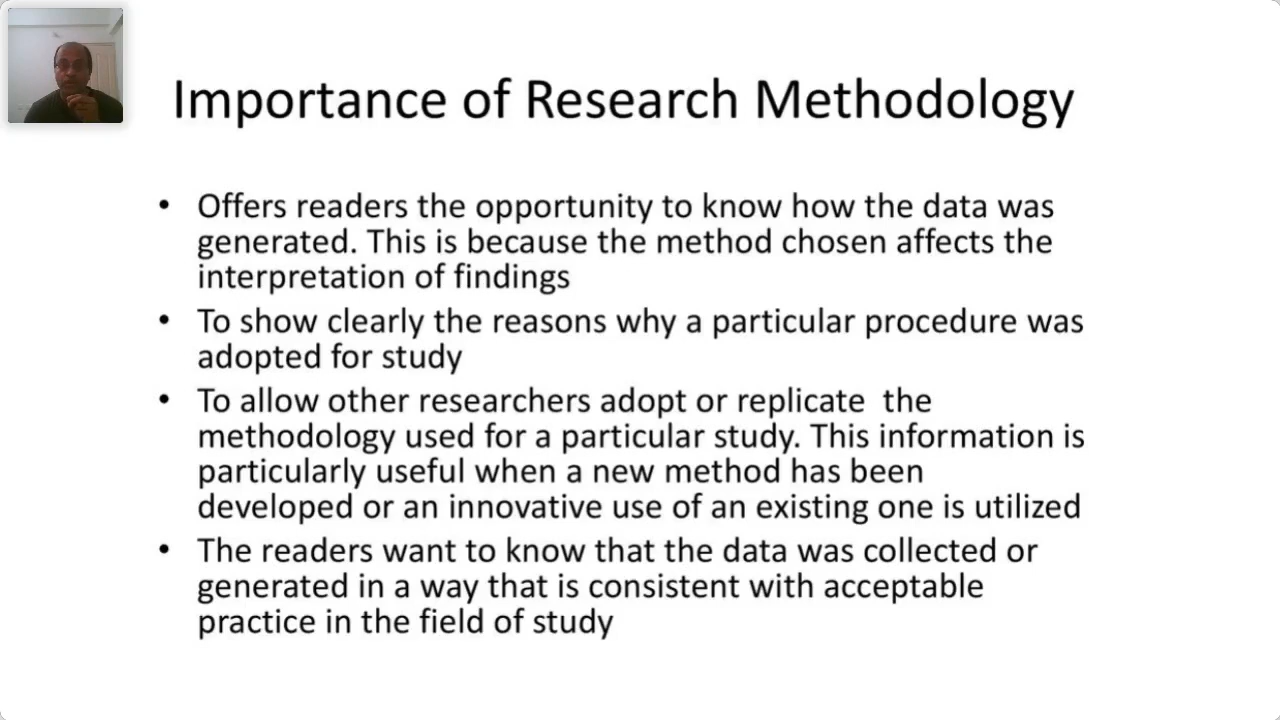 Importance of Research Methodology
• Offers readers the opportunity to know how the data was
generated. This is because the method chosen affects the
interpretation of findings
• To show clearly the reasons why a particular procedure was
adopted for study
• To allow other researchers adopt or replicate  the
methodology used for a particular study. This information is
particularly useful when a new method has been
developed or an innovative use of an existing one is utilized
• The readers want to know that the data was collected or
generated in a way that is consistent with acceptable
practice in the field of study